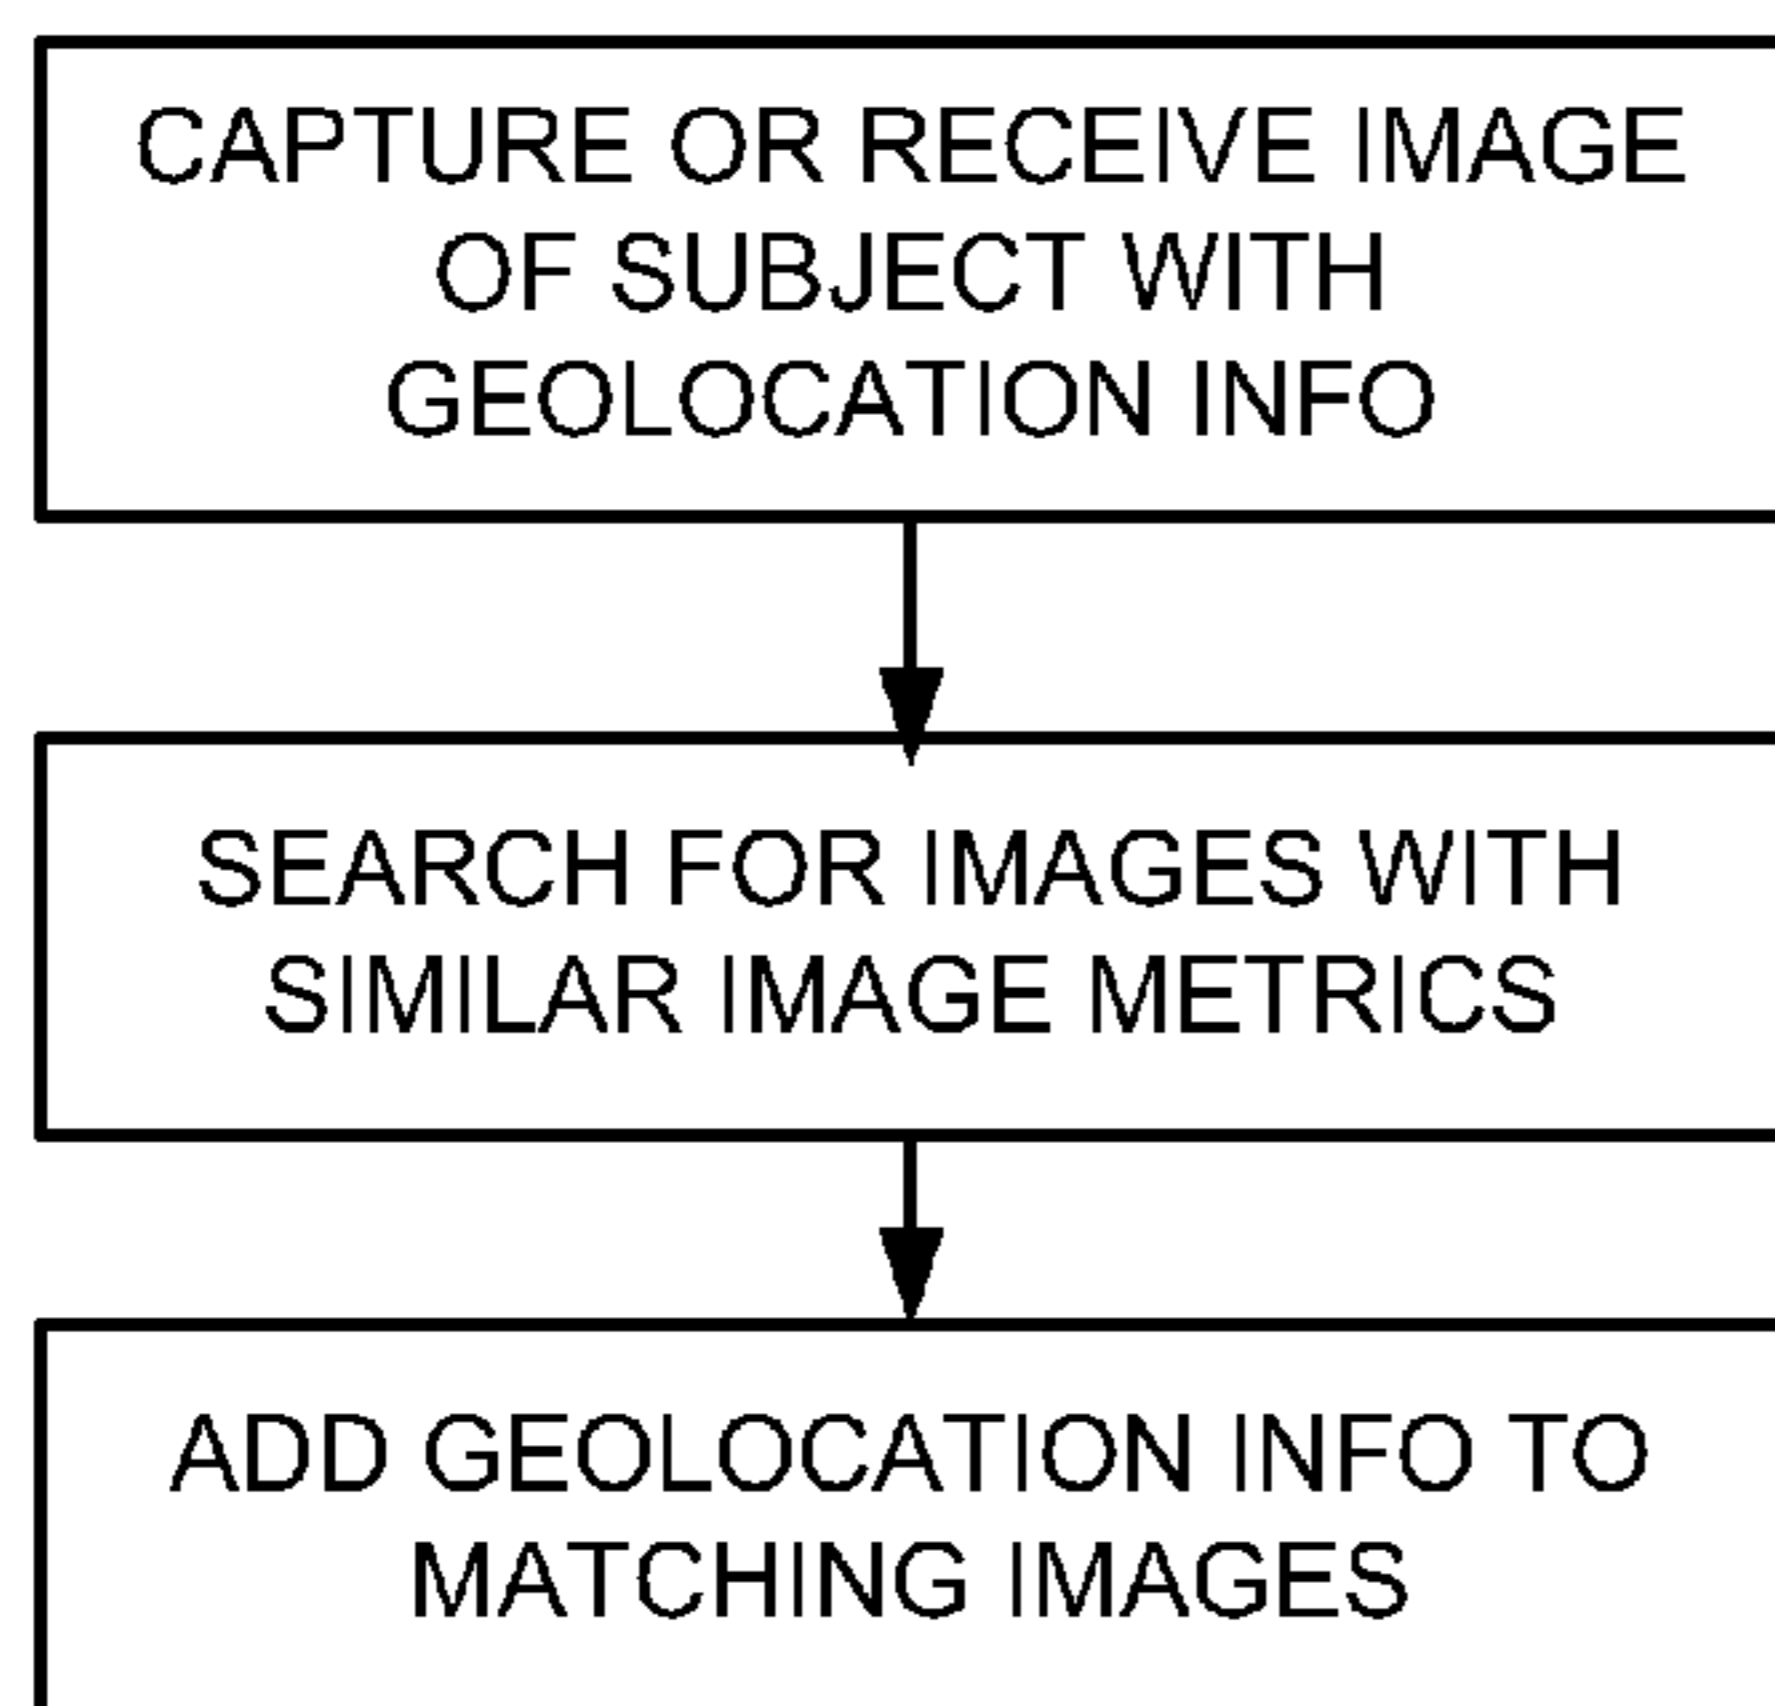 CAPTURE OR RECEIVE IMAGE
OF SUBJECT WITH
GEOLOCATION INFO
SEARCH FOR IMAGES WITH
SIMILAR IMAGE METRICS
ADD GEOLOCATION INFO TO
MATCHING IMAGES